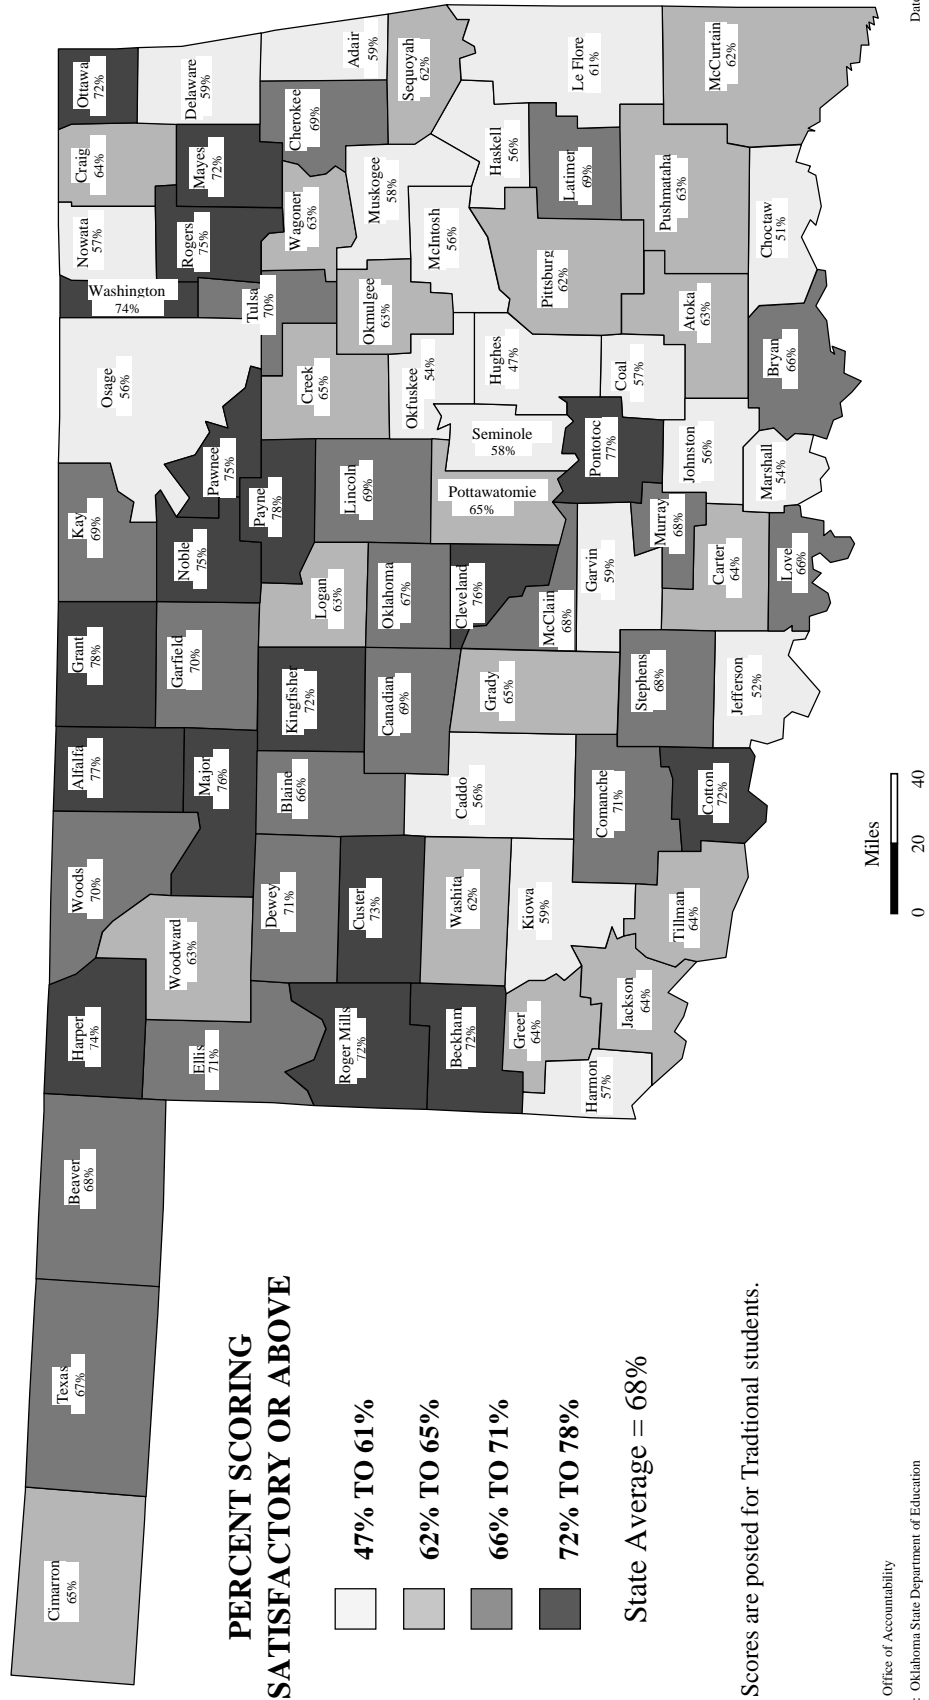 Cimarron
65%
Texas
67%
Beaver
68%
Harper
74%
Woods
70%
Alfalfa
77%
Grant
78%
Kay
69%
Osage
56%
Washington
74%
Nowata
57%
Craig
64%
Ottawa
72%
Ellis
71%
Woodward
63%
Major
76%
Garfield
70%
Noble
75%
Pawnee
75%
Rogers
75%
Mayes
72%
Delaware
59%
Dewey
71%
Blaine
66%
Kingfisher
72%
Logan
63%
Payne
78%
Creek
65%
Tulsa
70%
Wagoner
63%
Cherokee
69%
Adair
59%
Roger Mills
72%
Custer
73%
Canadian
69%
Oklahoma
67%
Lincoln
69%
Okfuskee
54%
Okmulgee
63%
Muskogee
58%
Sequoyah
62%
Beckham
72%
Washita
62%
Caddo
56%
Grady
65%
Cleveland
76%
Pottawatomie
65%
Seminole
58%
Hughes
47%
McIntosh
56%
Haskell
56%
Le Flore
61%
Harmon
57%
Greer
64%
Kiowa
59%
McClain
68%
Garvin
59%
Pontotoc
77%
Pittsburg
62%
Latimer
69%
Jackson
64%
Tillman
64%
Comanche
71%
Stephens
68%
Murray
68%
Johnston
56%
Coal
57%
Atoka
63%
Pushmataha
63%
McCurtain
62%
Cotton
72%
Jefferson
52%
Carter
64%
Love
66%
Marshall
54%
Bryan
66%
Choctaw
51%
PERCENT SCORING
SATISFACTORY OR ABOVE
47% TO 61%
62% TO 65%
66% TO 71%
72% TO 78%
State Average = 68%
Scores are posted for Tradtional students.
Miles
0 20 40
Office of Accountability
: Oklahoma State Department of Education